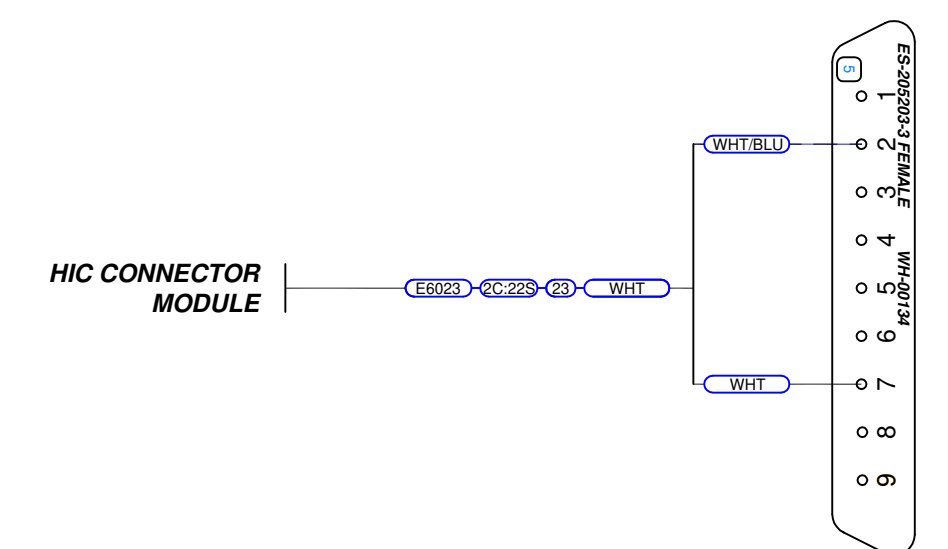 HIC CONNECTOR
MODULE
E6023
2C:22S
23
WHT
WHT/BLU
WHT
5
1
2
3
4
5
6
7
8
9
ES-205203-3 FEMALE
WH-00134